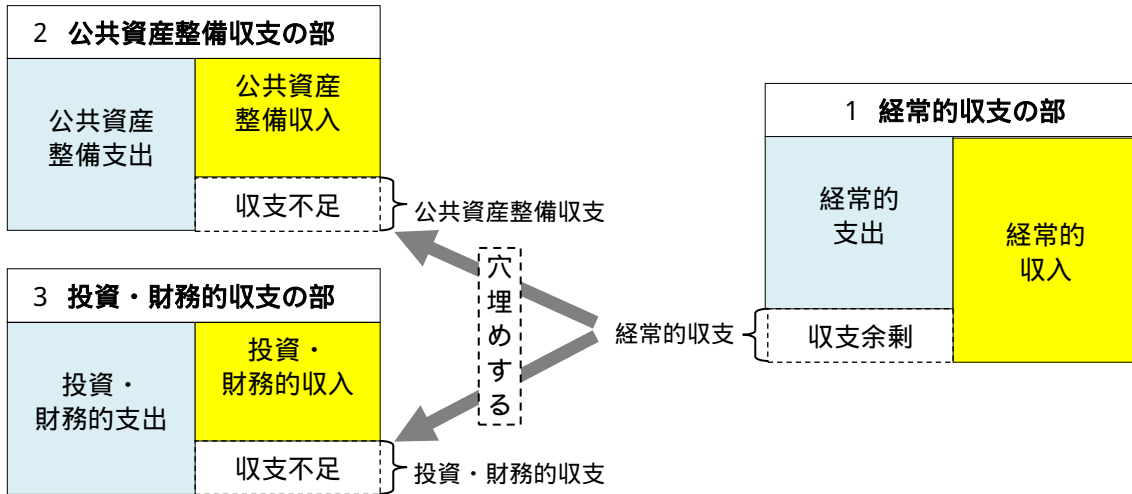 2 公共資産整備収支の部
公共資産
整備支出
公共資産
整備収入
収支不足
公共資産整備収支
3 投資・財務的収支の部
投資・
財務的支出
投資・
財務的収入
収支不足
投資・財務的収支
穴埋めする
経常的収支
1 経常的収支の部
経常的
支出
経常的
収入
収支余剰